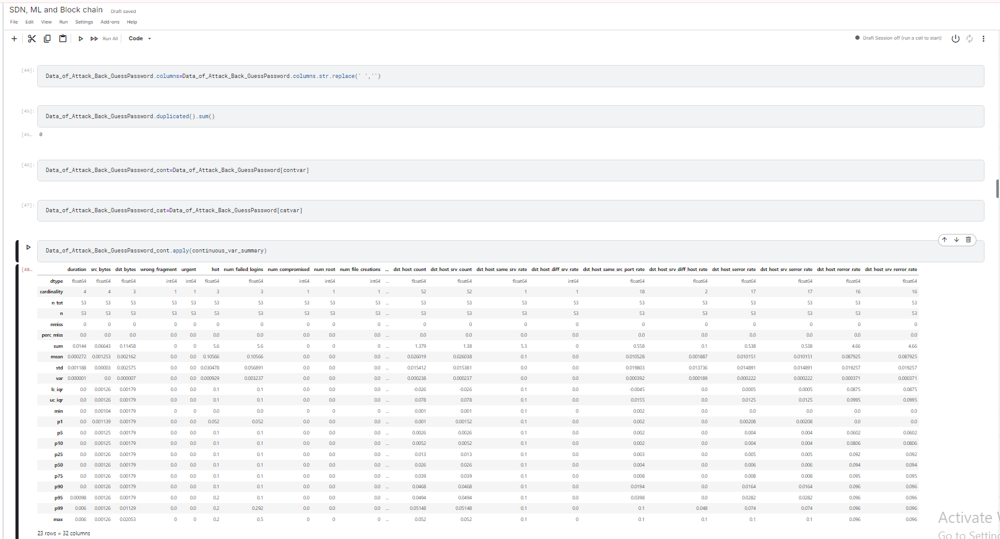 SDN, ML and Block chain Draft saved
File Edit View Run Settings Add-ons Help
+ Run All Code Draft Session off (run a cell to start)
[44]: Data_of_Attack_Back_GuessPassword.columns=Data_of_Attack_Back_GuessPassword.columns.str.replace(' ','')
[45]: Data_of_Attack_Back_GuessPassword.duplicated().sum()
[45… 0
[46]: Data_of_Attack_Back_GuessPassword_cont=Data_of_Attack_Back_GuessPassword[contvar]
[47]: Data_of_Attack_Back_GuessPassword_cat=Data_of_Attack_Back_GuessPassword[catvar]
Data_of_Attack_Back_GuessPassword_cont.apply(continuous_var_summary)
[48… duration src bytes dst bytes wrong fragment urgent hot num failed logins num compromised num root num file creations ... dst host count dst host srv count dst host same srv rate dst host diff srv rate dst host same src port rate dst host srv diff host rate dst host serror rate dst host srv serror rate dst host rerror rate dst host srv rerror rate
dtype float64 float64 float64 int64 int64 float64 float64 int64 int64 int64 ... float64 float64 float64 int64 float64 float64 float64 float64 float64 float64
cardinality 4 4 3 1 1 3 3 1 1 1 ... 52 52 1 1 18 2 17 17 16 16
n tot 53 53 53 53 53 53 53 53 53 53 ... 53 53 53 53 53 53 53 53 53 53
n 53 53 53 53 53 53 53 53 53 53 ... 53 53 53 53 53 53 53 53 53 53
nmiss 0 0 0 0 0 0 0 0 0 0 ... 0 0 0 0 0 0 0 0 0 0
perc miss 0.0 0.0 0.0 0.0 0.0 0.0 0.0 0.0 0.0 0.0 ... 0.0 0.0 0.0 0.0 0.0 0.0 0.0 0.0 0.0 0.0
sum 0.0144 0.06643 0.11458 0 0 5.6 5.6 0 0 0 ... 1.379 1.38 5.3 0 0.558 0.1 0.538 0.538 4.66 4.66
mean 0.000272 0.001253 0.002162 0.0 0.0 0.10566 0.10566 0.0 0.0 0.0 ... 0.026019 0.026038 0.1 0.0 0.010528 0.001887 0.010151 0.010151 0.087925 0.087925
std 0.001188 0.00003 0.002575 0.0 0.0 0.030478 0.056891 0.0 0.0 0.0 ... 0.015412 0.015381 0.0 0.0 0.019803 0.013736 0.014891 0.014891 0.019257 0.019257
var 0.000001 0.0 0.000007 0.0 0.0 0.000929 0.003237 0.0 0.0 0.0 ... 0.000238 0.000237 0.0 0.0 0.000392 0.000189 0.000222 0.000222 0.000371 0.000371
lc iqr 0.0 0.00126 0.00179 0.0 0.0 0.1 0.1 0.0 0.0 0.0 ... -0.026 -0.026 0.1 0.0 -0.0045 0.0 0.0005 0.0005 0.0875 0.0875
uc iqr 0.0 0.00126 0.00179 0.0 0.0 0.1 0.1 0.0 0.0 0.0 ... 0.078 0.078 0.1 0.0 0.0155 0.0 0.0125 0.0125 0.0995 0.0995
min 0.0 0.00104 0.00179 0 0 0.0 0.0 0 0 0 ... 0.001 0.001 0.1 0 0.002 0.0 0.0 0.0 0.0 0.0
p1 0.0 0.001139 0.00179 0.0 0.0 0.052 0.052 0.0 0.0 0.0 ... 0.001 0.00152 0.1 0.0 0.002 0.0 0.00208 0.00208 0.0 0.0
p5 0.0 0.00125 0.00179 0.0 0.0 0.1 0.1 0.0 0.0 0.0 ... 0.0026 0.0026 0.1 0.0 0.002 0.0 0.004 0.004 0.0602 0.0602
p10 0.0 0.00125 0.00179 0.0 0.0 0.1 0.1 0.0 0.0 0.0 ... 0.0052 0.0052 0.1 0.0 0.002 0.0 0.004 0.004 0.0806 0.0806
p25 0.0 0.00126 0.00179 0.0 0.0 0.1 0.1 0.0 0.0 0.0 ... 0.013 0.013 0.1 0.0 0.003 0.0 0.005 0.005 0.092 0.092
p50 0.0 0.00126 0.00179 0.0 0.0 0.1 0.1 0.0 0.0 0.0 ... 0.026 0.026 0.1 0.0 0.004 0.0 0.006 0.006 0.094 0.094
p75 0.0 0.00126 0.00179 0.0 0.0 0.1 0.1 0.0 0.0 0.0 ... 0.039 0.039 0.1 0.0 0.008 0.0 0.008 0.008 0.095 0.095
p90 0.0 0.00126 0.00179 0.0 0.0 0.1 0.1 0.0 0.0 0.0 ... 0.0468 0.0468 0.1 0.0 0.0194 0.0 0.0164 0.0164 0.096 0.096
p95 0.00098 0.00126 0.00179 0.0 0.0 0.2 0.1 0.0 0.0 0.0 ... 0.0494 0.0494 0.1 0.0 0.0398 0.0 0.0282 0.0282 0.096 0.096
p99 0.006 0.00126 0.01129 0.0 0.0 0.2 0.292 0.0 0.0 0.0 ... 0.05148 0.05148 0.1 0.0 0.1 0.048 0.074 0.074 0.096 0.096
max 0.006 0.00126 0.02053 0 0 0.2 0.5 0 0 0 ... 0.052 0.052 0.1 0 0.1 0.1 0.1 0.1 0.096 0.096
23 rows × 32 columns
Activate
Go to Setting